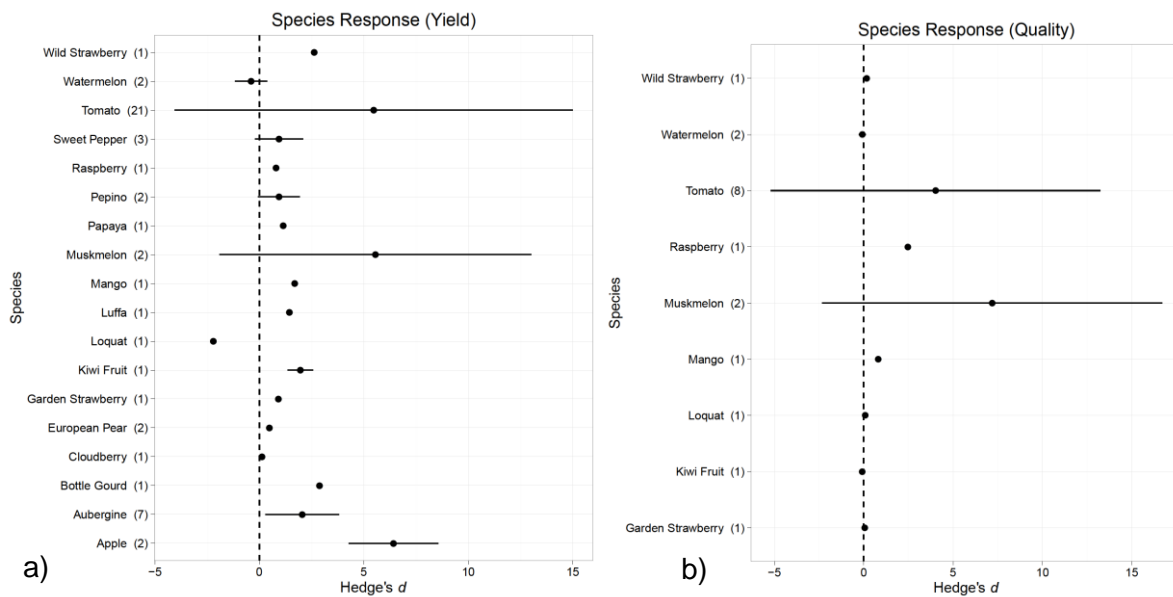 Species Response (Yield)
Wild Strawberry (1)
Watermelon (2)
Tomato (21)
Sweet Pepper (3)
Raspberry (1)
Pepino (2)
Papaya (1)
Muskmelon (2)
Mango (1)
Luffa (1)
Loquat (1)
Kiwi Fruit (1)
Garden Strawberry (1)
European Pear (2)
Cloudberry (1)
Bottle Gourd (1)
Aubergine (7)
Apple (2)
Species
−5 0 5 10 15
Hedge's d
a)
Species Response (Quality)
Wild Strawberry (1)
Watermelon (2)
Tomato (8)
Raspberry (1)
Muskmelon (2)
Mango (1)
Loquat (1)
Kiwi Fruit (1)
Garden Strawberry (1)
Species
−5 0 5 10 15
Hedge's d
b)